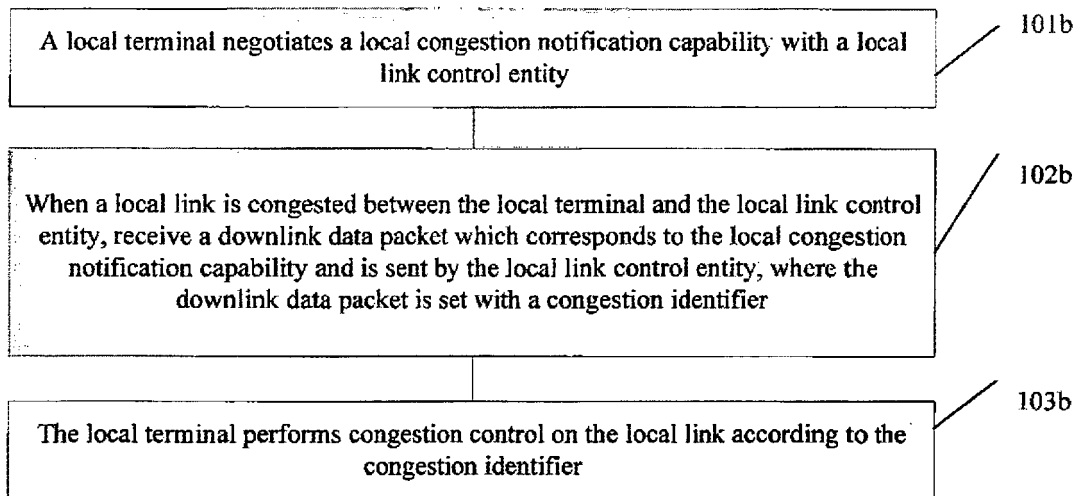 A local terminal negotiates a local congestion notification capability with a local
link control entity
101b
When a local link is congested between the local terminal and the local link control
entity, receive a downlink data packet which corresponds to the local congestion
notification capability and is sent by the local link control entity, where the
downlink data packet is set with a congestion identifier
102b
The local terminal performs congestion control on the local link according to the
congestion identifier
103b